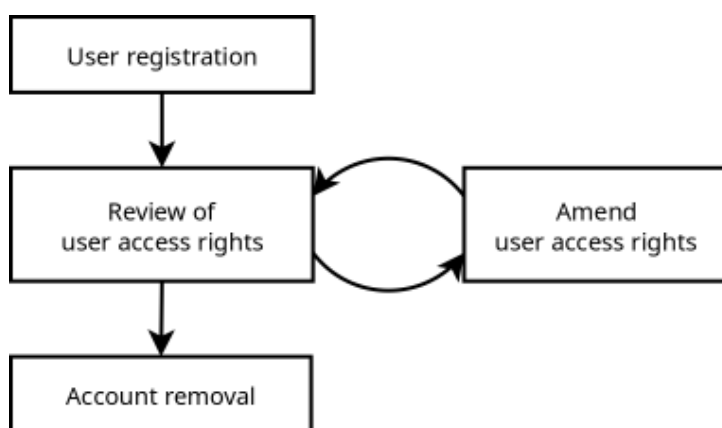 User registration
Review of
user access rights
Amend
user access rights
Account removal